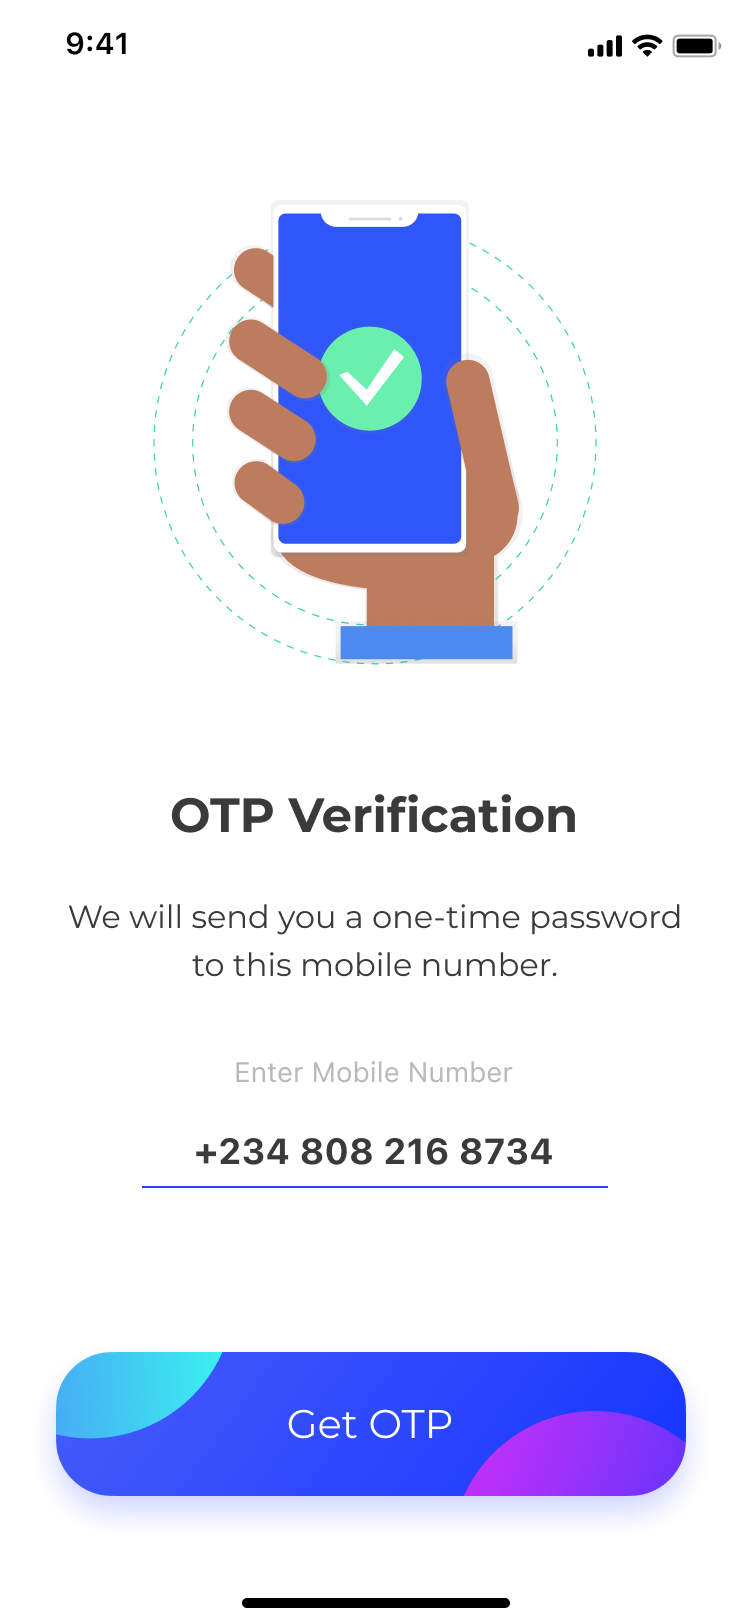 9:41
OTP Verification
We will send you a one-time password
to this mobile number.
Enter Mobile Number
+234 808 216 8734
Get OTP